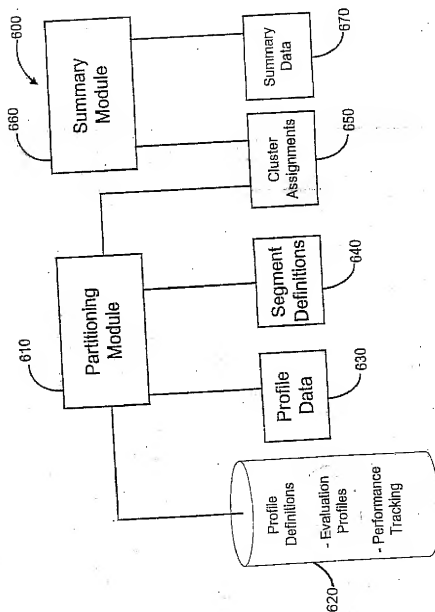 600
660
Summary
Module
Summary
Data
670
Cluster
Assignments
650
610
Partitioning
Module
Segment
Definitions
640
Profile
Data
630
Profile
Definitions
- Evaluation
Profiles
- Performance
Tracking
620